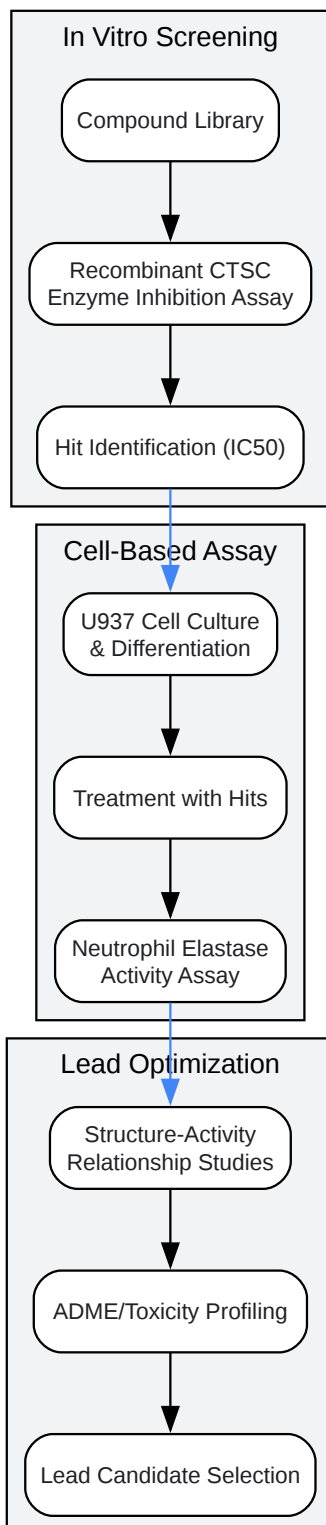 In Vitro Screening
Compound Library
Recombinant CTSC
Enzyme Inhibition Assay
Hit Identification (IC50)
Cell-Based Assay
U937 Cell Culture
& Differentiation
Treatment with Hits
Neutrophil Elastase
Activity Assay
Lead Optimization
Structure-Activity
Relationship Studies
ADME/Toxicity Profiling
Lead Candidate Selection